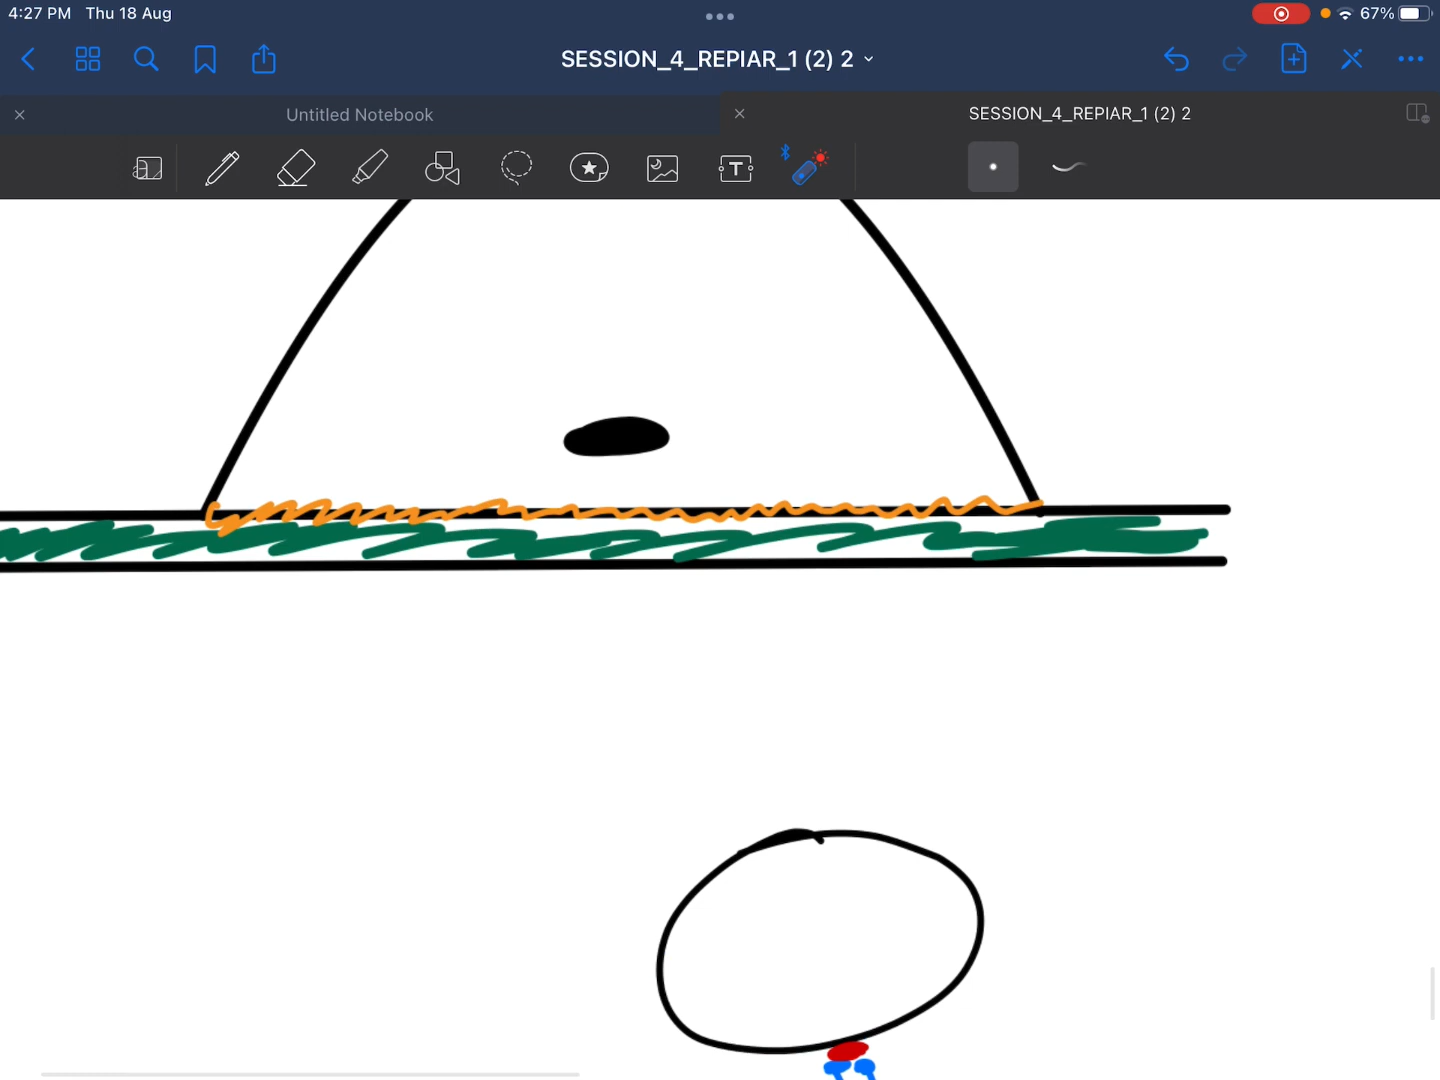 4:27 PM Thu 18 Aug
67%
SESSION_4_REPIAR_1 (2) 2
Untitled Notebook
SESSION_4_REPIAR_1 (2) 2
a
T